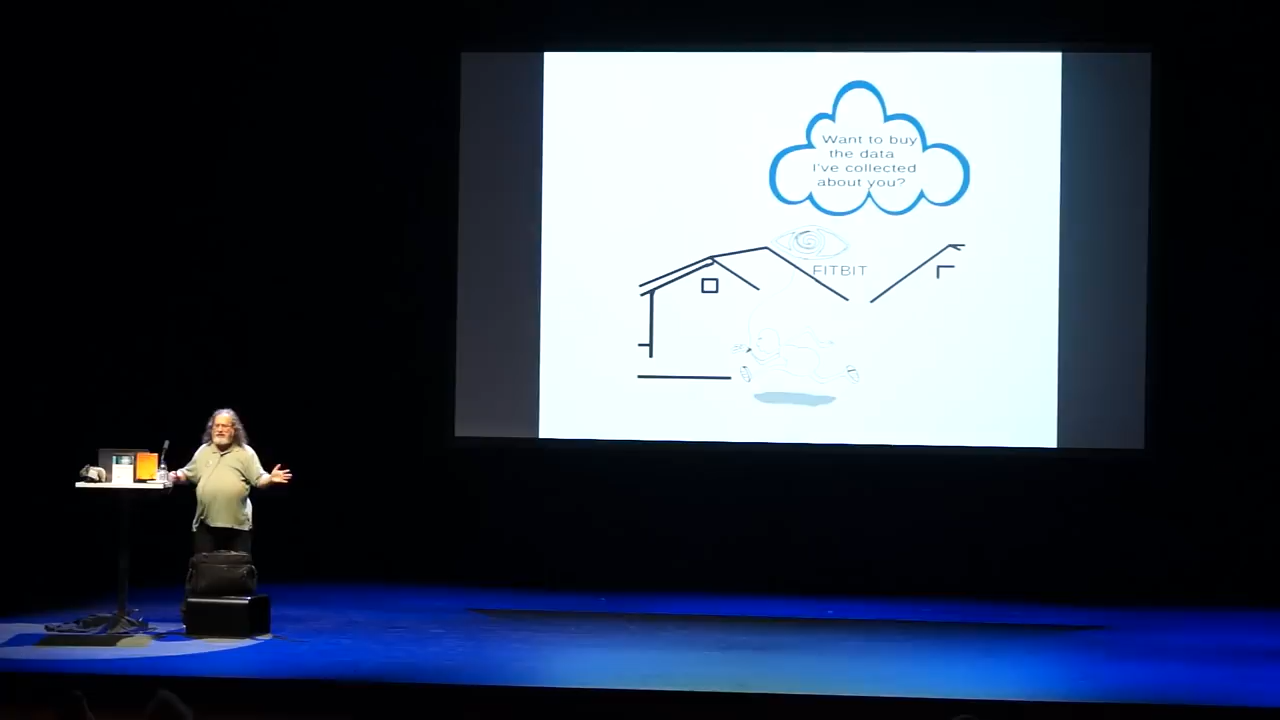 Want to buy
the data
I've collected
about you?
FITBIT